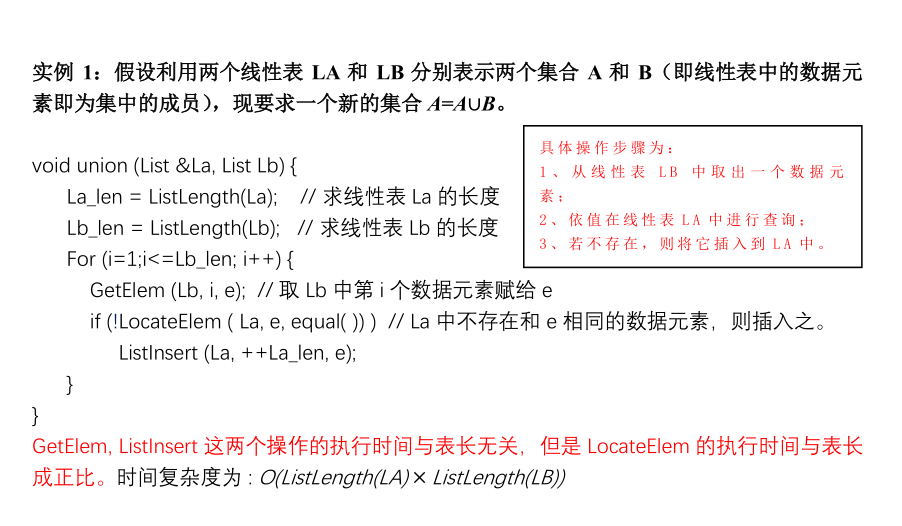 实例 1：假设利用两个线性表 LA 和 LB 分别表示两个集合 A 和 B（即线性表中的数据元
素即为集中的成员），现要求一个新的集合 A=A∪B。
void union (List &La, List Lb) {
La_len = ListLength(La); // 求线性表 La 的长度
Lb_len = ListLength(Lb); // 求线性表 Lb 的长度
For (i=1;i<=Lb_len; i++) {
GetElem (Lb, i, e); // 取 Lb 中第 i 个数据元素赋给 e
if (!LocateElem ( La, e, equal( )) ) // La 中不存在和 e 相同的数据元素，则插入之。
ListInsert (La, ++La_len, e);
}
}
具体操作步骤为：
1、从线性表 LB 中取出一个数据元
素；
2、依值在线性表 LA 中进行查询；
3、若不存在，则将它插入到 LA 中。
GetElem, ListInsert 这两个操作的执行时间与表长无关，但是 LocateElem 的执行时间与表长
成正比。时间复杂度为 : O(ListLength(LA)× ListLength(LB))